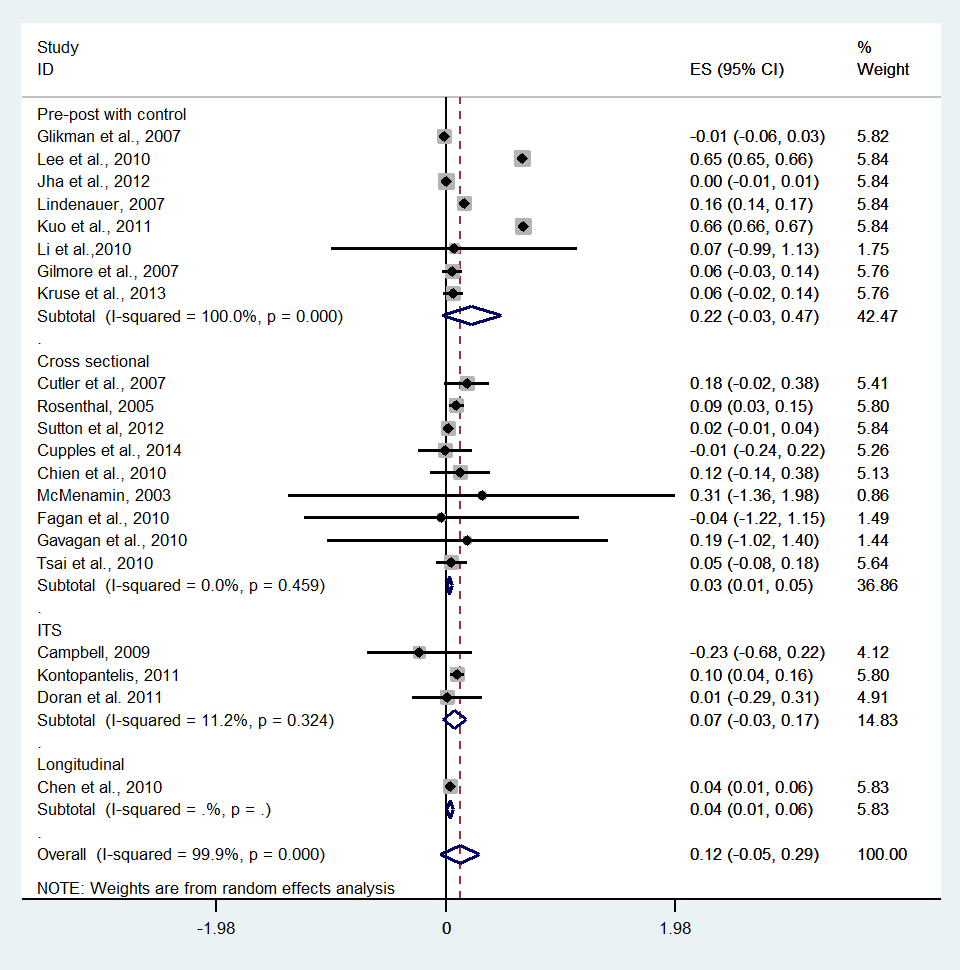 Study %
ID ES (95% CI) Weight
Pre-post with control
Glikman et al., 2007 -0.01 (-0.06, 0.03) 5.82
Lee et al., 2010 0.65 (0.65, 0.66) 5.84
Jha et al., 2012 0.00 (-0.01, 0.01) 5.84
Lindenauer, 2007 0.16 (0.14, 0.17) 5.84
Kuo et al., 2011 0.66 (0.66, 0.67) 5.84
Li et al.,2010 0.07 (-0.99, 1.13) 1.75
Gilmore et al., 2007 0.06 (-0.03, 0.14) 5.76
Kruse et al., 2013 0.06 (-0.02, 0.14) 5.76
Subtotal (I-squared = 100.0%, p = 0.000) 0.22 (-0.03, 0.47) 42.47
.
Cross sectional
Cutler et al., 2007 0.18 (-0.02, 0.38) 5.41
Rosenthal, 2005 0.09 (0.03, 0.15) 5.80
Sutton et al, 2012 0.02 (-0.01, 0.04) 5.84
Cupples et al., 2014 -0.01 (-0.24, 0.22) 5.26
Chien et al., 2010 0.12 (-0.14, 0.38) 5.13
McMenamin, 2003 0.31 (-1.36, 1.98) 0.86
Fagan et al., 2010 -0.04 (-1.22, 1.15) 1.49
Gavagan et al., 2010 0.19 (-1.02, 1.40) 1.44
Tsai et al., 2010 0.05 (-0.08, 0.18) 5.64
Subtotal (I-squared = 0.0%, p = 0.459) 0.03 (0.01, 0.05) 36.86
.
ITS
Campbell, 2009 -0.23 (-0.68, 0.22) 4.12
Kontopantelis, 2011 0.10 (0.04, 0.16) 5.80
Doran et al. 2011 0.01 (-0.29, 0.31) 4.91
Subtotal (I-squared = 11.2%, p = 0.324) 0.07 (-0.03, 0.17) 14.83
.
Longitudinal
Chen et al., 2010 0.04 (0.01, 0.06) 5.83
Subtotal (I-squared = .%, p = .) 0.04 (0.01, 0.06) 5.83
.
Overall (I-squared = 99.9%, p = 0.000) 0.12 (-0.05, 0.29) 100.00
NOTE: Weights are from random effects analysis
-1.98 0 1.98